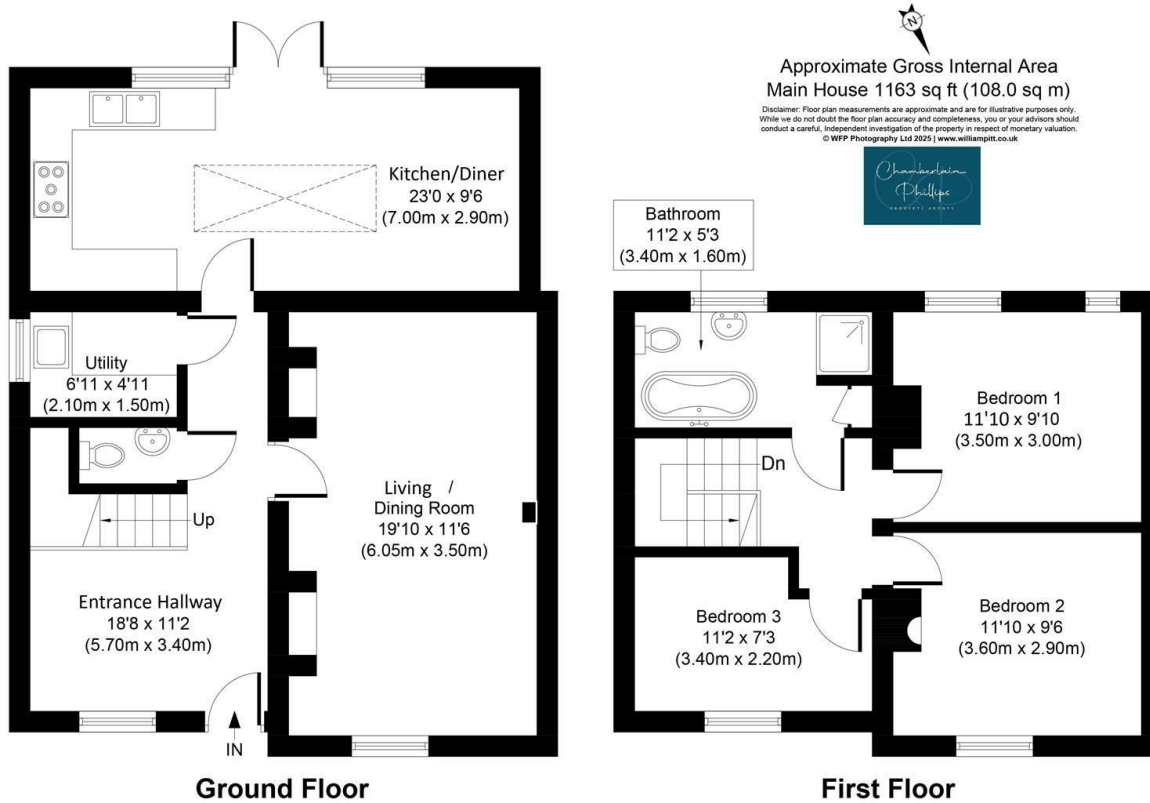 N
Approximate Gross Internal Area
Main House 1163 sq ft (108.0 sq m)
Disclaimer: Floor plan measurements are approximate and are for illustrative purposes only.
While we do not doubt the floor plan accuracy and completeness, you or your advisors should
conduct a careful, Independent investigation of the property in respect of monetary valuation.
© WFP Photography Ltd 2025 | www.williampitt.co.uk
Chamberlain
Phillips
PROPERTY AGENTS
Kitchen/Diner
23'0 x 9'6
(7.00m x 2.90m)
Utility
6'11 x 4'11
(2.10m x 1.50m)
Up
Living /
Dining Room
19'10 x 11'6
(6.05m x 3.50m)
Entrance Hallway
18'8 x 11'2
(5.70m x 3.40m)
IN
Ground Floor
Bathroom
11'2 x 5'3
(3.40m x 1.60m)
Bedroom 1
11'10 x 9'10
(3.50m x 3.00m)
Dn
Bedroom 3
11'2 x 7'3
(3.40m x 2.20m)
Bedroom 2
11'10 x 9'6
(3.60m x 2.90m)
First Floor